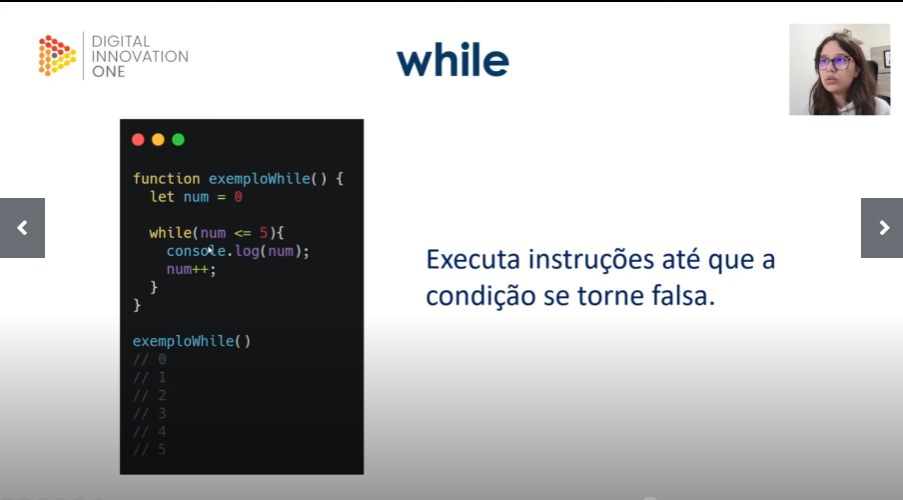 DIGITAL
INNOVATION
ONE
while
function exemploWhile() {
let num = 0
while(num <= 5){
console.log(num);
num++;
}
}
exemploWhile()
// 0
// 1
// 2
// 3
// 4
// 5
Executa instruções até que a
condição se torne falsa.